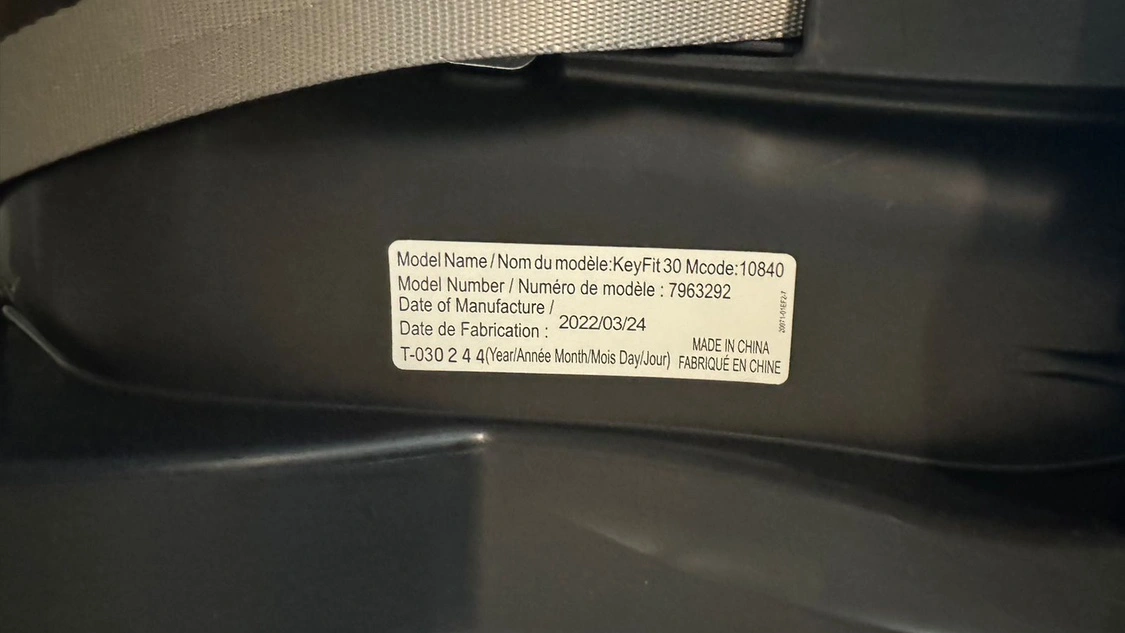 Model Name / Nom du modèle:KeyFit 30 Mcode:10840
Model Number / Numéro de modèle : 7963292
Date of Manufacture /
Date de Fabrication : 2022/03/24
T-030 2 4 4(Year/Année Month/Mois Day/Jour)
MADE IN CHINA
FABRIQUÉ EN CHINE